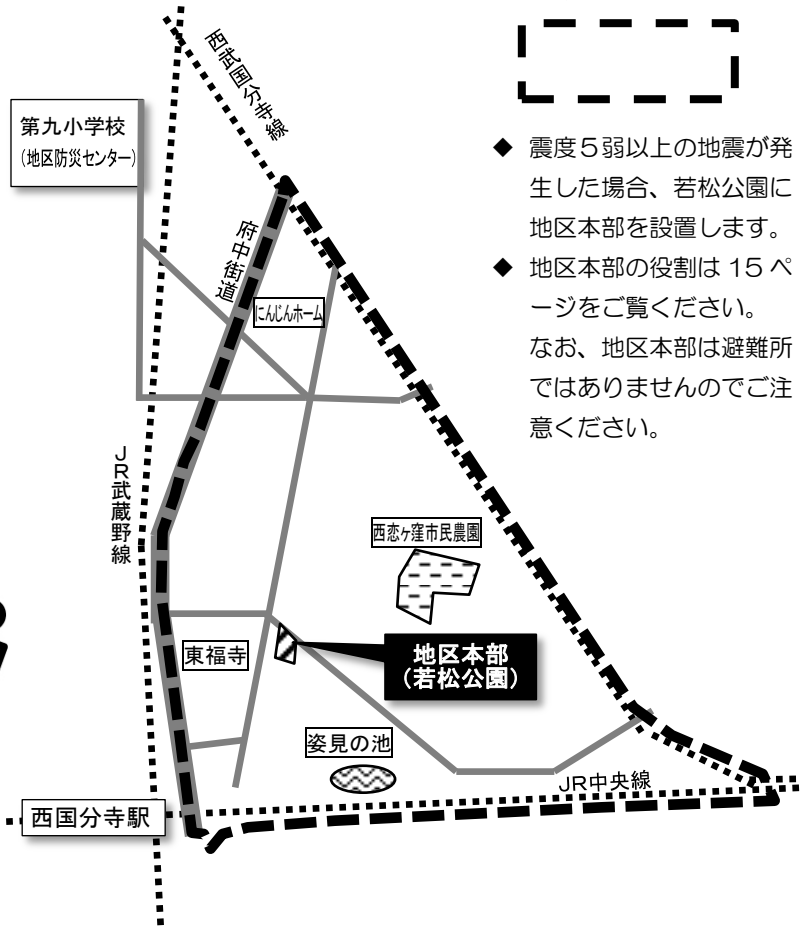 西武国分寺線
第九小学校
（地区防災センター）
◆ 震度５弱以上の地震が発
生した場合、若松公園に
地区本部を設置します。
◆ 地区本部の役割は 15 ペ
ージをご覧ください。
なお、地区本部は避難所
ではありませんのでご注
意ください。
府中街道
にんじんホーム
ＪＲ武蔵野線
西恋ヶ窪市民農園
東福寺
地区本部
（若松公園）
姿見の池
JR中央線
西国分寺駅